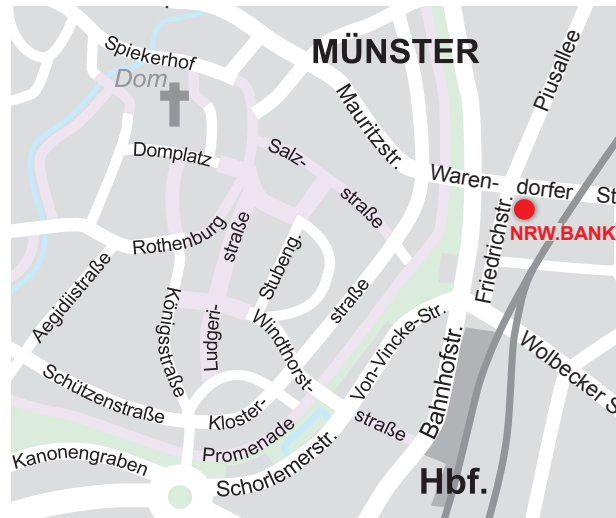 Spiekerhof
MÜNSTER
Dom
Piusallee
Mauritzstr.
Domplatz
Salz-
straße
Waren-
dorfer
St
NRW.BANK
Friedrichstr.
Rothenburg
Ludgeri-
straße
Stubeng.
Aegidiistraße
Königsstraße
Windthorst-
straße
Kloster-
straße
Von-Vincke-Str.
Bahnhofstr.
Wolbecker S
Schützenstraße
Promenade
Kanonengraben
Schorlemerstr.
Hbf.